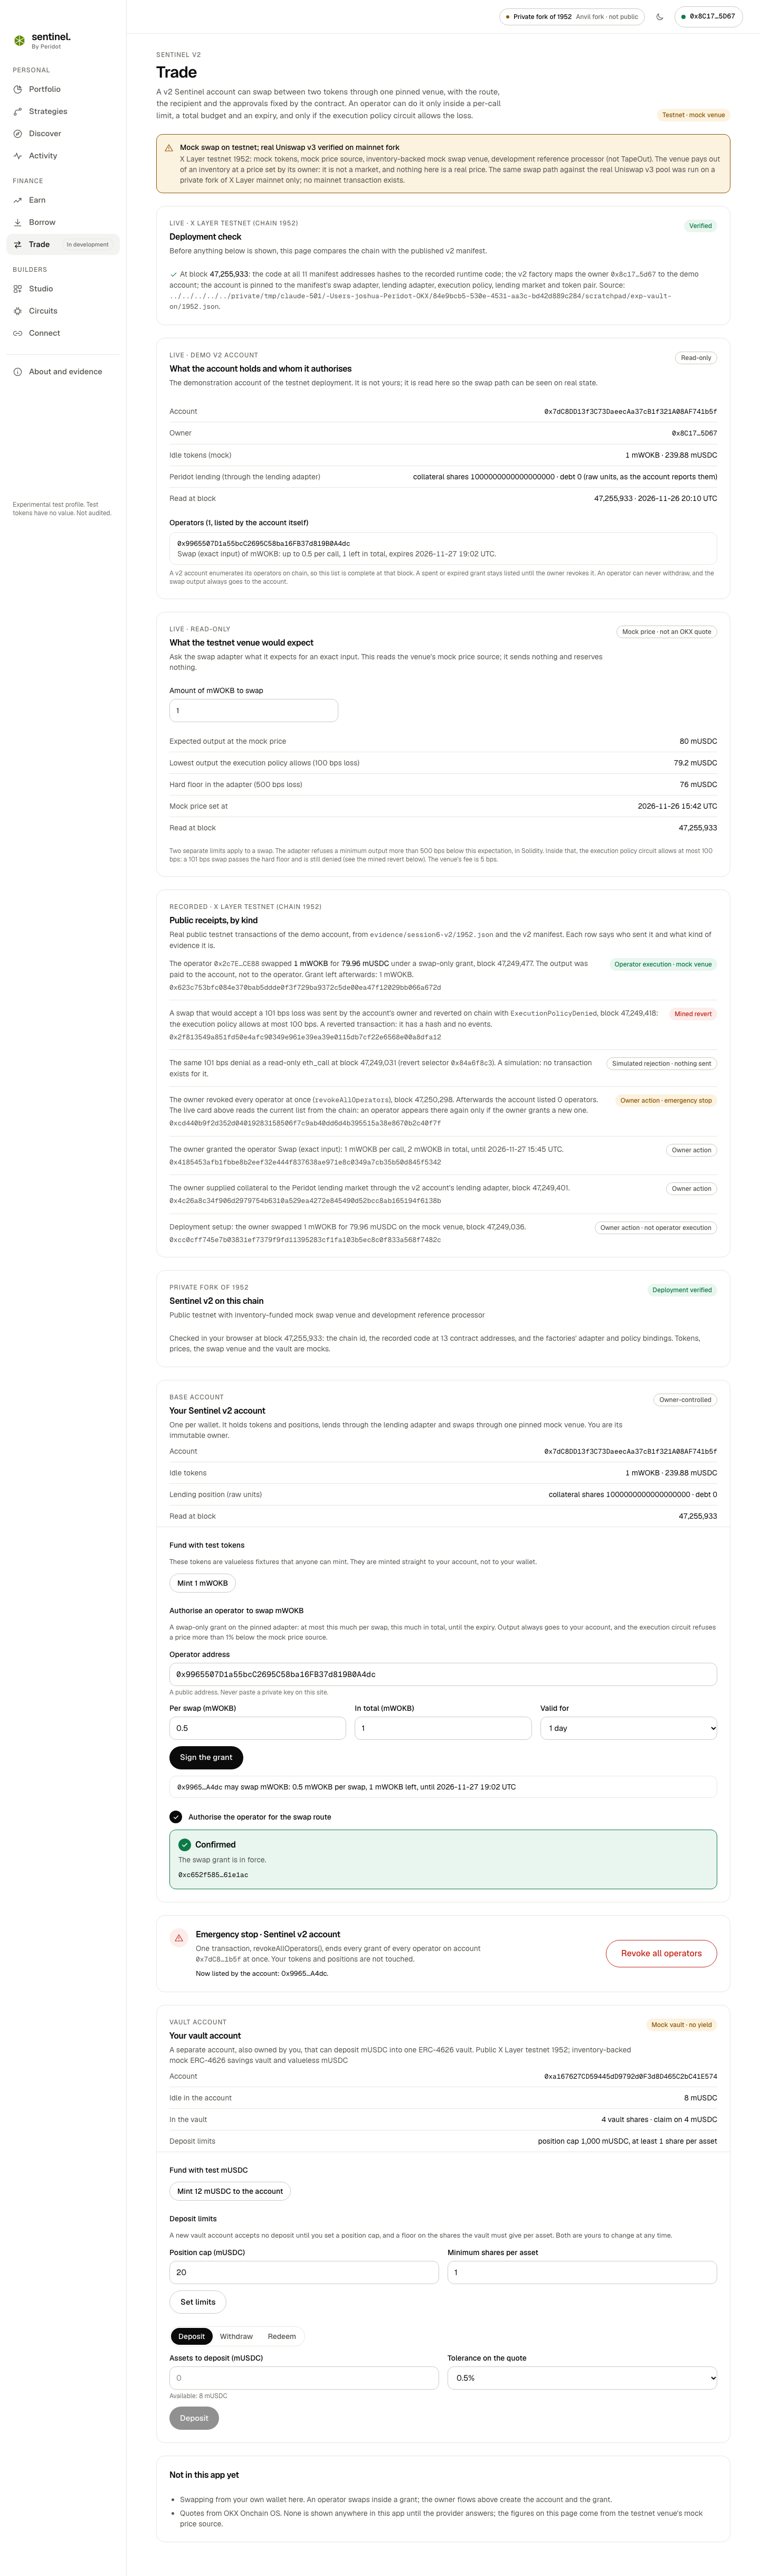 sentinel.
By Peridot
PERSONAL
Portfolio
Strategies
Discover
Activity
FINANCE
Earn
Borrow
Trade In development
BUILDERS
Studio
Circuits
Connect
About and evidence
Experimental test profile. Test
tokens have no value. Not audited.
Private fork of 1952 Anvil fork · not public
0x8C17…5D67
SENTINEL V2
Trade
A v2 Sentinel account can swap between two tokens through one pinned venue, with the route,
the recipient and the approvals fixed by the contract. An operator can do it only inside a per-call
limit, a total budget and an expiry, and only if the execution policy circuit allows the loss.
Testnet · mock venue
Mock swap on testnet; real Uniswap v3 verified on mainnet fork
X Layer testnet 1952: mock tokens, mock price source, inventory-backed mock swap venue, development reference processor (not TapeOut). The venue pays out
of an inventory at a price set by its owner: it is not a market, and nothing here is a real price. The same swap path against the real Uniswap v3 pool was run on a
private fork of X Layer mainnet only; no mainnet transaction exists.
LIVE · X LAYER TESTNET (CHAIN 1952)
Verified
Deployment check
Before anything below is shown, this page compares the chain with the published v2 manifest.
At block 47,255,933: the code at all 11 manifest addresses hashes to the recorded runtime code; the v2 factory maps the owner 0x8c17…5d67 to the demo
account; the account is pinned to the manifest's swap adapter, lending adapter, execution policy, lending market and token pair. Source:
../../../../../private/tmp/claude-501/-Users-joshua-Peridot-OKX/84e9bcb5-530e-4531-aa3c-bd42d889c284/scratchpad/exp-vault-
on/1952.json.
LIVE · DEMO V2 ACCOUNT
Read-only
What the account holds and whom it authorises
The demonstration account of the testnet deployment. It is not yours; it is read here so the swap path can be seen on real state.
Account 0x7dC8DD13f3C73DaeecAa37cB1f321A08AF741b5f
Owner 0x8C17…5D67
Idle tokens (mock) 1 mWOKB · 239.88 mUSDC
Peridot lending (through the lending adapter) collateral shares 1000000000000000000 · debt 0 (raw units, as the account reports them)
Read at block 47,255,933 · 2026-11-26 20:10 UTC
Operators (1, listed by the account itself)
0x9965507D1a55bcC2695C58ba16FB37d819B0A4dc
Swap (exact input) of mWOKB: up to 0.5 per call, 1 left in total, expires 2026-11-27 19:02 UTC.
A v2 account enumerates its operators on chain, so this list is complete at that block. A spent or expired grant stays listed until the owner revokes it. An operator can never withdraw, and the
swap output always goes to the account.
LIVE · READ-ONLY
Mock price · not an OKX quote
What the testnet venue would expect
Ask the swap adapter what it expects for an exact input. This reads the venue's mock price source; it sends nothing and reserves
nothing.
Amount of mWOKB to swap
1
Expected output at the mock price 80 mUSDC
Lowest output the execution policy allows (100 bps loss) 79.2 mUSDC
Hard floor in the adapter (500 bps loss) 76 mUSDC
Mock price set at 2026-11-26 15:42 UTC
Read at block 47,255,933
Two separate limits apply to a swap. The adapter refuses a minimum output more than 500 bps below this expectation, in Solidity. Inside that, the execution policy circuit allows at most 100
bps: a 101 bps swap passes the hard floor and is still denied (see the mined revert below). The venue's fee is 5 bps.
RECORDED · X LAYER TESTNET (CHAIN 1952)
Public receipts, by kind
Real public testnet transactions of the demo account, from evidence/session6-v2/1952.json and the v2 manifest. Each row says who sent it and what kind of
evidence it is.
The operator 0x2c7E…CE88 swapped 1 mWOKB for 79.96 mUSDC under a swap-only grant, block 47,249,477. The output was
paid to the account, not to the operator. Grant left afterwards: 1 mWOKB.
Operator execution · mock venue
0x623c753bfc084e370bab5ddde0f3f729ba9372c5de00ea47f12029bb066a672d
A swap that would accept a 101 bps loss was sent by the account's owner and reverted on chain with ExecutionPolicyDenied, block 47,249,418:
the execution policy allows at most 100 bps. A reverted transaction: it has a hash and no events.
Mined revert
0x2f813549a851fd50e4afc90349e961e39ea39e0115db7cf22e6568e00a8dfa12
The same 101 bps denial as a read-only eth_call at block 47,249,031 (revert selector 0x84a6f8c3). A simulation: no transaction
exists for it.
Simulated rejection · nothing sent
The owner revoked every operator at once (revokeAllOperators), block 47,250,298. Afterwards the account listed 0 operators.
The live card above reads the current list from the chain: an operator appears there again only if the owner grants a new one.
Owner action · emergency stop
0xcd440b9f2d352d04019283158506f7c9ab40dd6d4b395515a38e8670b2c40f7f
The owner granted the operator Swap (exact input): 1 mWOKB per call, 2 mWOKB in total, until 2026-11-27 15:45 UTC.
Owner action
0x4185453afb1fbbe8b2eef32e444f837638ae971e8c0349a7cb35b50d845f5342
The owner supplied collateral to the Peridot lending market through the v2 account's lending adapter, block 47,249,401.
Owner action
0x4c26a8c34f906d2979754b6310a529ea4272e845490d52bcc8ab165194f6138b
Deployment setup: the owner swapped 1 mWOKB for 79.96 mUSDC on the mock venue, block 47,249,036.
Owner action · not operator execution
0xcc0cff745e7b03831ef7379f9fd11395283cf1fa103b5ec8c0f833a568f7482c
PRIVATE FORK OF 1952
Deployment verified
Sentinel v2 on this chain
Public testnet with inventory-funded mock swap venue and development reference processor
Checked in your browser at block 47,255,933: the chain id, the recorded code at 13 contract addresses, and the factories' adapter and policy bindings. Tokens,
prices, the swap venue and the vault are mocks.
BASE ACCOUNT
Owner-controlled
Your Sentinel v2 account
One per wallet. It holds tokens and positions, lends through the lending adapter and swaps through one pinned mock venue. You are its
immutable owner.
Account 0x7dC8DD13f3C73DaeecAa37cB1f321A08AF741b5f
Idle tokens 1 mWOKB · 239.88 mUSDC
Lending position (raw units) collateral shares 1000000000000000000 · debt 0
Read at block 47,255,933
Fund with test tokens
These tokens are valueless fixtures that anyone can mint. They are minted straight to your account, not to your wallet.
Mint 1 mWOKB
Authorise an operator to swap mWOKB
A swap-only grant on the pinned adapter: at most this much per swap, this much in total, until the expiry. Output always goes to your account, and the execution circuit refuses
a price more than 1% below the mock price source.
Operator address
0x9965507D1a55bcC2695C58ba16FB37d819B0A4dc
A public address. Never paste a private key on this site.
Per swap (mWOKB) In total (mWOKB) Valid for
0.5 1 1 day
Sign the grant
0x9965…A4dc may swap mWOKB: 0.5 mWOKB per swap, 1 mWOKB left, until 2026-11-27 19:02 UTC
Authorise the operator for the swap route
Confirmed
The swap grant is in force.
0xc652f585…61e1ac
Emergency stop · Sentinel v2 account
One transaction, revokeAllOperators(), ends every grant of every operator on account
0x7dC8…1b5f at once. Your tokens and positions are not touched.
Now listed by the account: 0x9965…A4dc.
Revoke all operators
VAULT ACCOUNT
Mock vault · no yield
Your vault account
A separate account, also owned by you, that can deposit mUSDC into one ERC-4626 vault. Public X Layer testnet 1952; inventory-backed
mock ERC-4626 savings vault and valueless mUSDC
Account 0xa167627CD59445dD9792d0F3d8D465C2bC41E574
Idle in the account 8 mUSDC
In the vault 4 vault shares · claim on 4 mUSDC
Deposit limits position cap 1,000 mUSDC, at least 1 share per asset
Fund with test mUSDC
Mint 12 mUSDC to the account
Deposit limits
A new vault account accepts no deposit until you set a position cap, and a floor on the shares the vault must give per asset. Both are yours to change at any time.
Position cap (mUSDC) Minimum shares per asset
20 1
Set limits
Deposit Withdraw Redeem
Assets to deposit (mUSDC) Tolerance on the quote
0 0.5%
Available: 8 mUSDC
Deposit
Not in this app yet
Swapping from your own wallet here. An operator swaps inside a grant; the owner flows above create the account and the grant.
Quotes from OKX Onchain OS. None is shown anywhere in this app until the provider answers; the figures on this page come from the testnet venue's mock
price source.